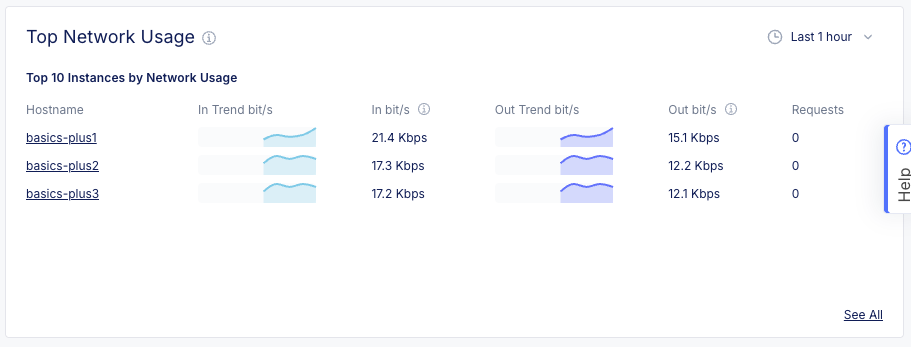 Top Network Usage
Last 1 hour
Top 10 Instances by Network Usage
Hostname In Trend bit/s In bit/s Out Trend bit/s Out bit/s Requests
basics-plus1 21.4 Kbps 15.1 Kbps 0
basics-plus2 17.3 Kbps 12.2 Kbps 0
basics-plus3 17.2 Kbps 12.1 Kbps 0
Help
See All